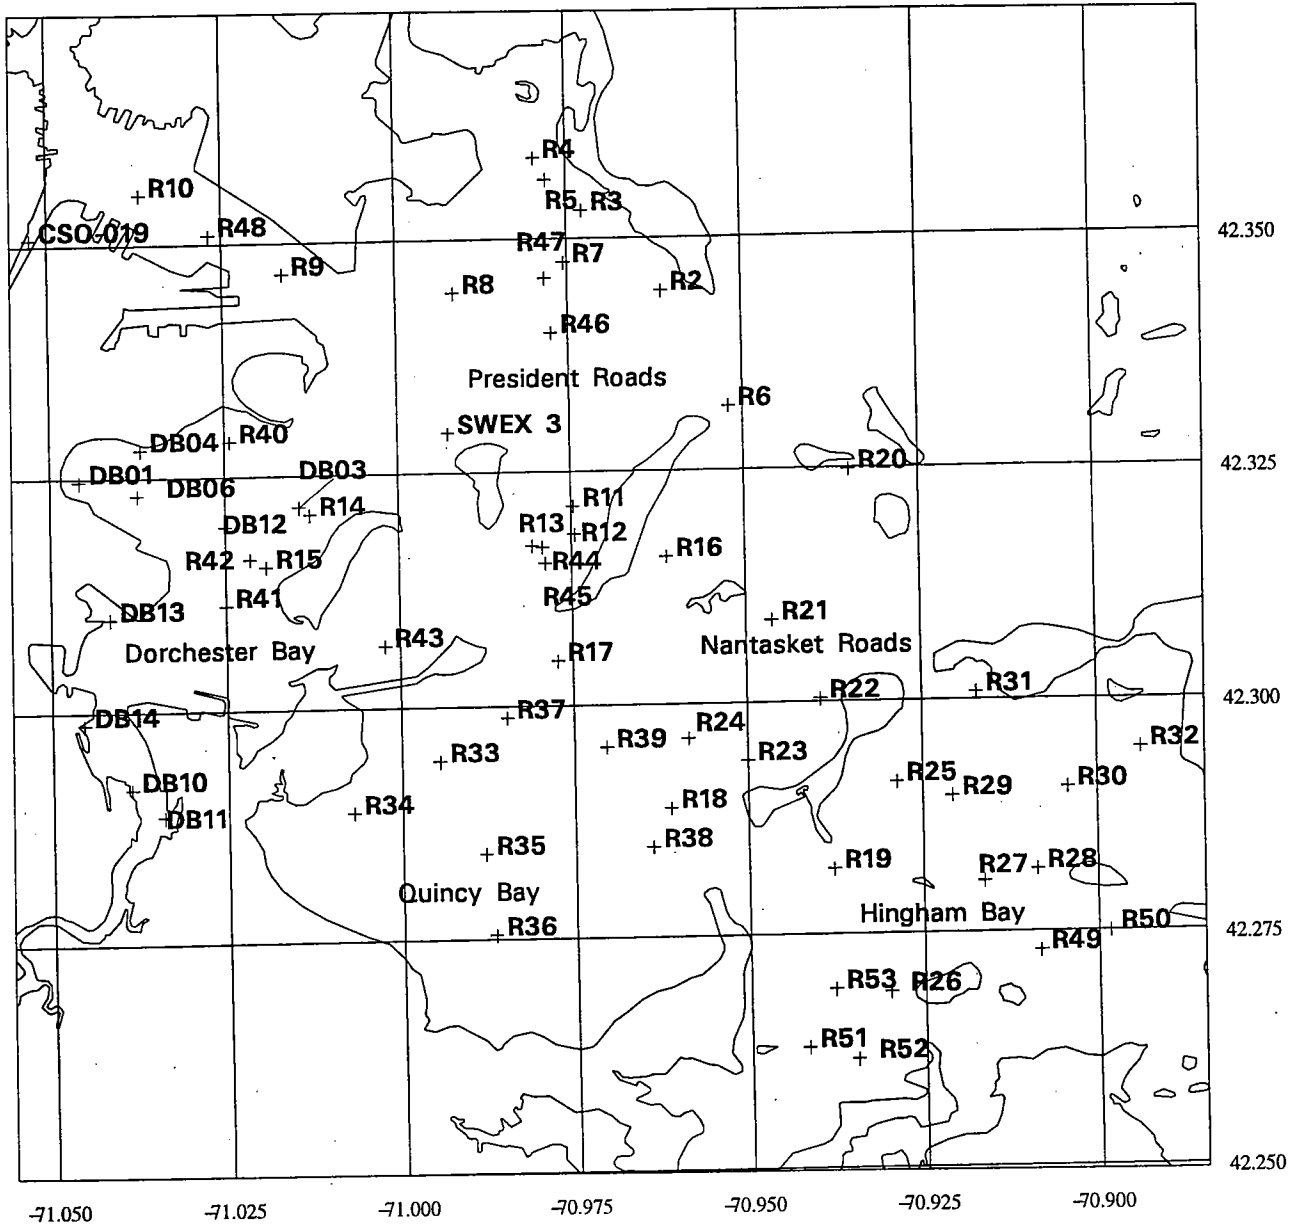 R4
R10
R5 R3
CSO-019
R48
R47
R7
42.350
R9
R8
R2
R46
President Roads
R6
SWEX 3
DB04
R40
DB03
R20
42.325
DB01
DB06
R11
R14
DB12
R13
R12
R16
R42
R15
R44
R41
R45
DB13
R21
R43
Nantasket Roads
Dorchester Bay
R17
R22
R31
42.300
DB14
R37
R24
R32
R39
R33
R23
R25
R30
DB10
R29
R18
R34
DB11
R38
R35
R19
R27
R28
Quincy Bay
Hingham Bay
R50
R36
R49
42.275
R53
R26
R51
R52
42.250
-71.050
-71.025
-71.000
-70.975
-70.950
-70.925
-70.900